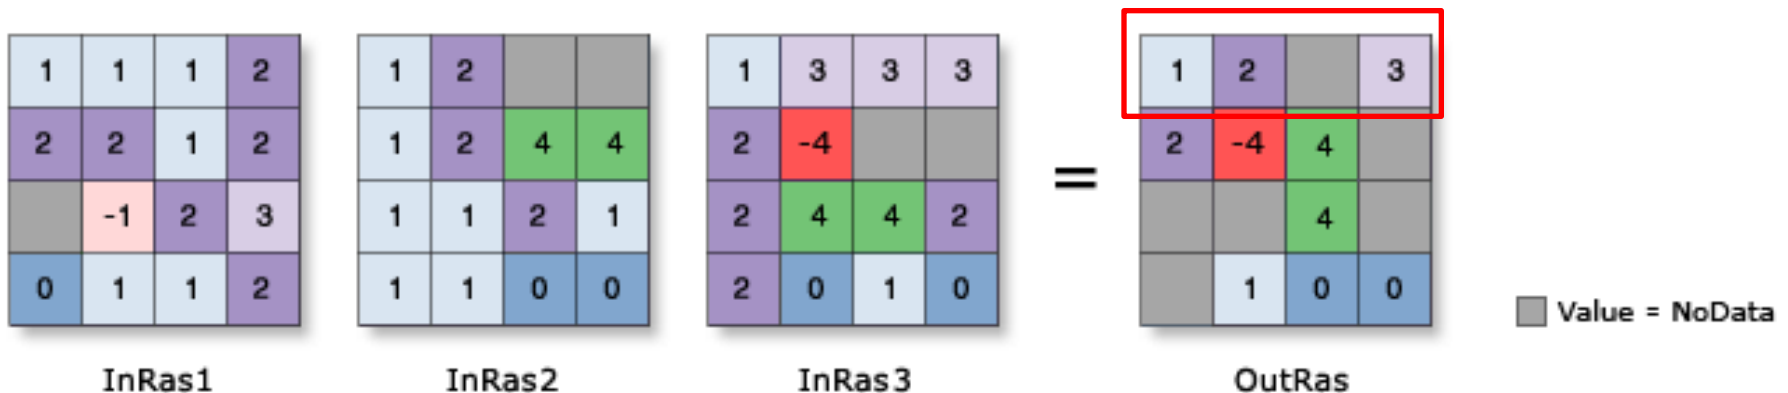 1 1 1 2 1 2 1 3 3 3 1 2 3
2 2 1 2 1 2 4 4 2 -4 2 -4 4
=
-1 2 3 1 1 2 1 2 4 4 2 4
0 1 1 2 1 1 0 0 2 0 1 0 1 0 0
Value = NoData
InRas1 InRas2 InRas3 OutRas